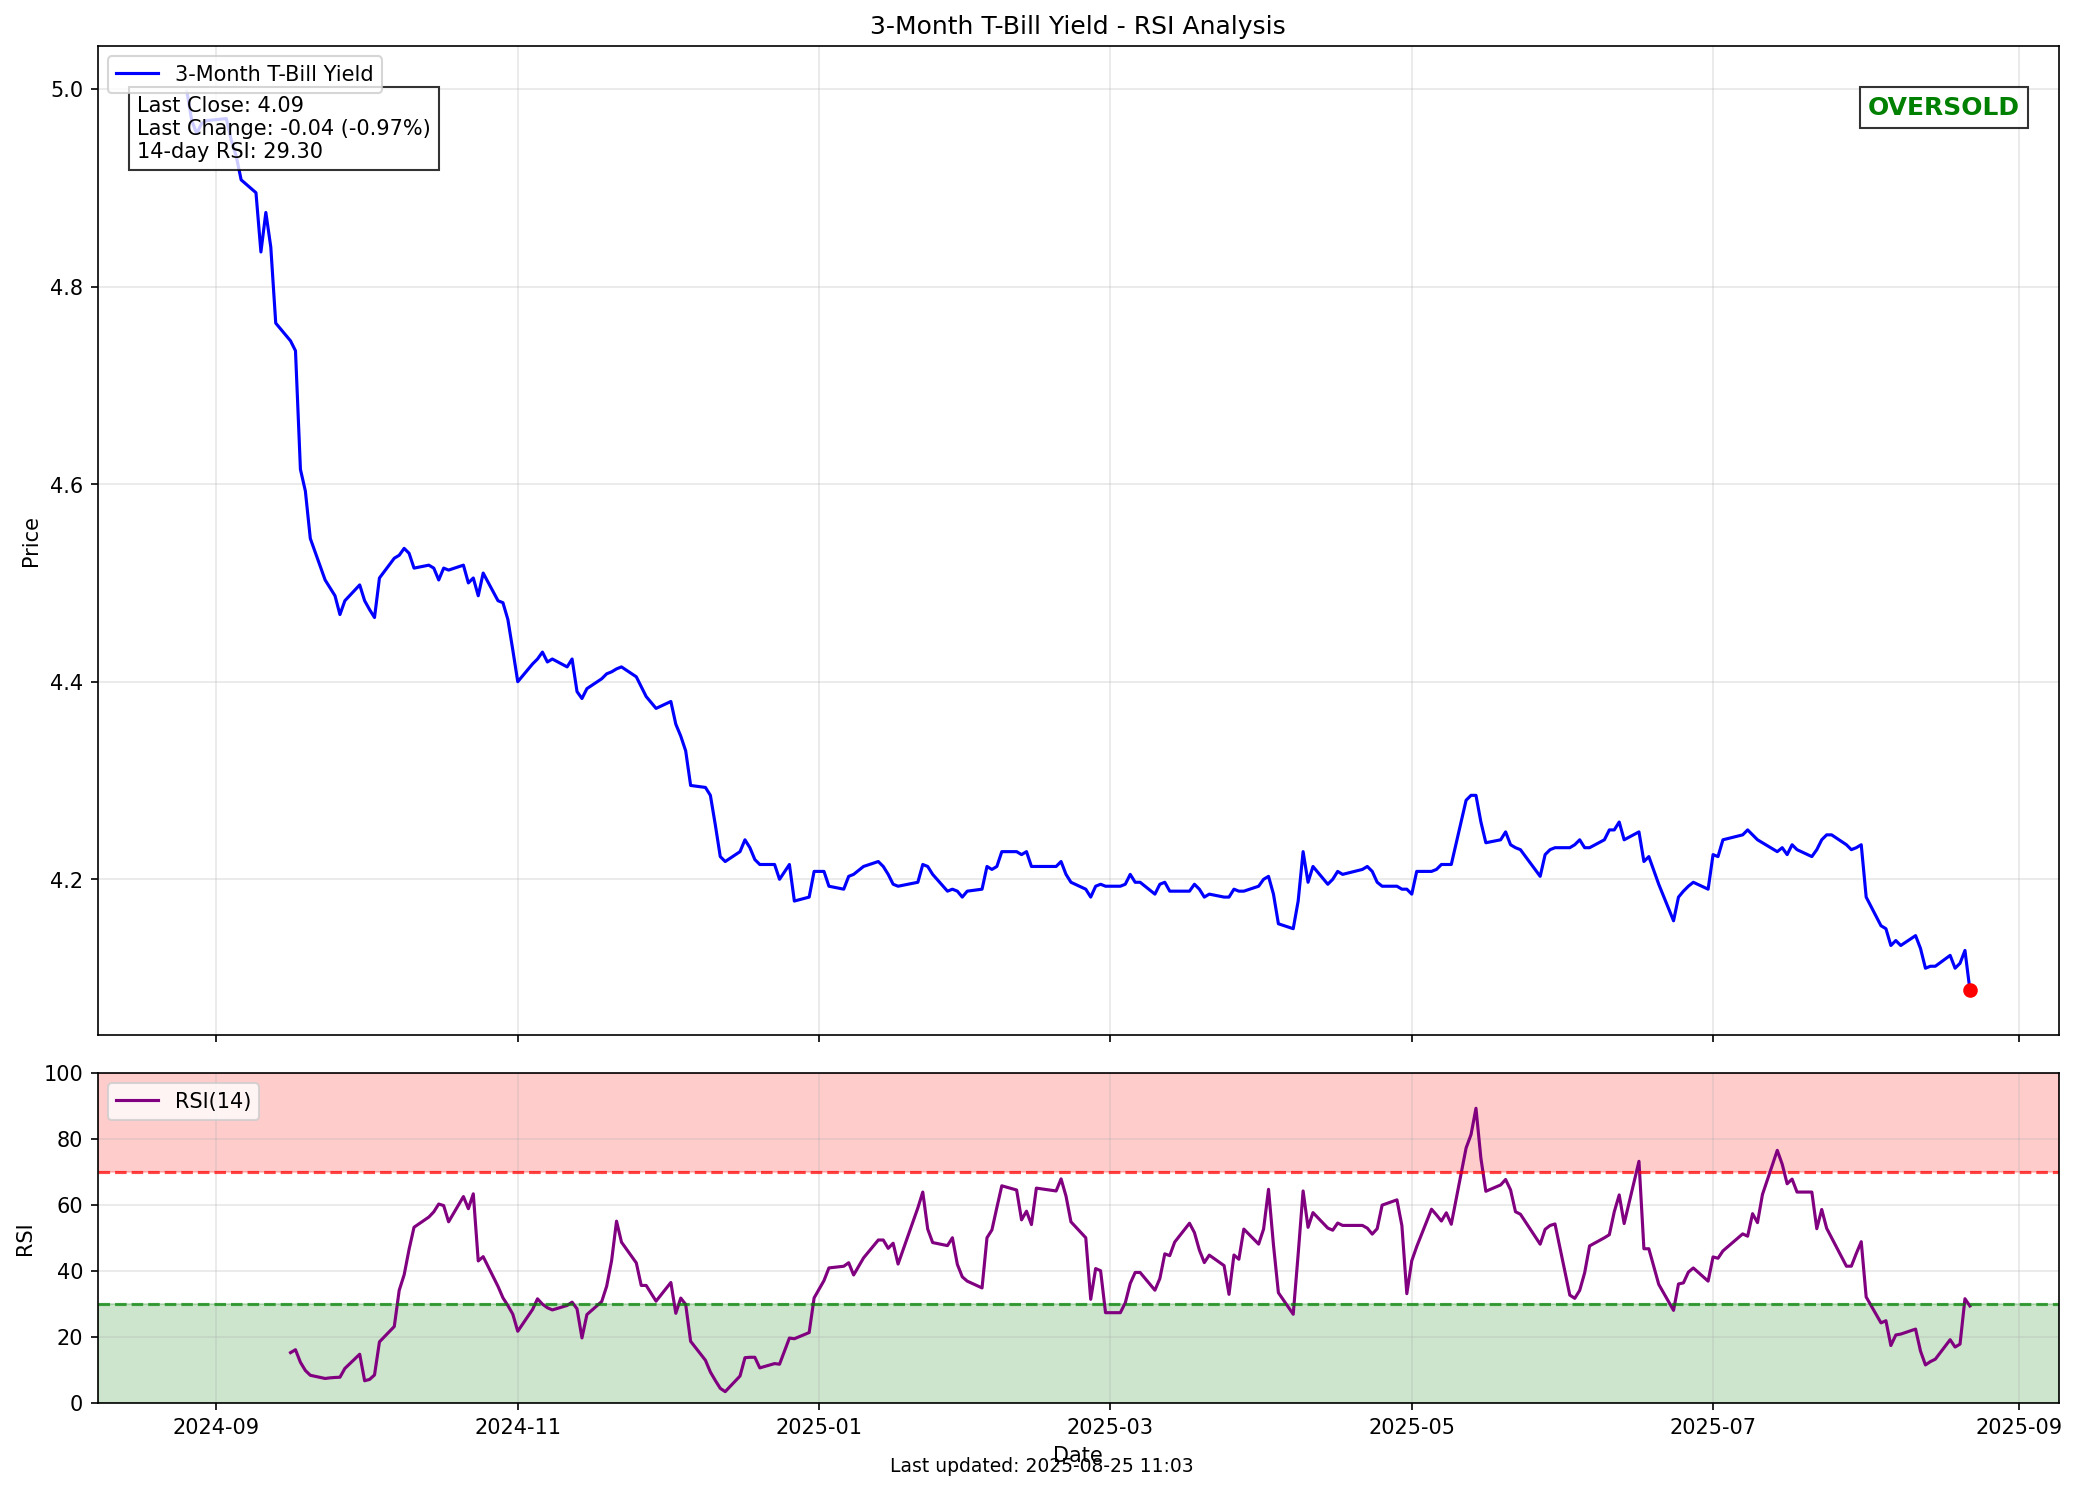 3-Month T-Bill Yield - RSI Analysis
3-Month T-Bill Yield
Last Close: 4.09
Last Change: -0.04 (-0.97%)
14-day RSI: 29.30
OVERSOLD
5.0
4.8
4.6
4.4
4.2
Price
RSI(14)
100
80
60
40
20
0
RSI
2024-09
2024-11
2025-01
2025-03
2025-05
2025-07
2025-09
Date
Last updated: 2025-08-25 11:03